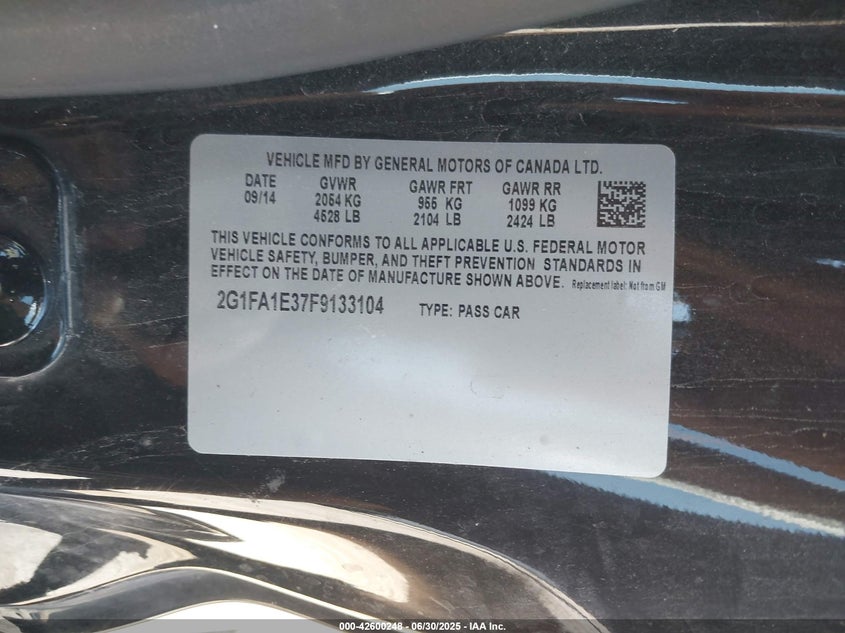 VEHICLE MFD BY GENERAL MOTORS OF CANADA LTD.
DATE GVWR GAWR FRT GAWR RR
09/14 2054 KG 955 KG 1099 KG
4528 LB 2104 LB 2424 LB
THIS VEHICLE CONFORMS TO ALL APPLICABLE U.S. FEDERAL MOTOR
VEHICLE SAFETY, BUMPER, AND THEFT PREVENTION STANDARDS IN
EFFECT ON THE DATE OF MANUFACTURE SHOWN ABOVE. Replacement label: Not from GM
2G1FA1E37F9133104 TYPE: PASS CAR
000-42600248 - 06/30/2025 - IAA Inc.